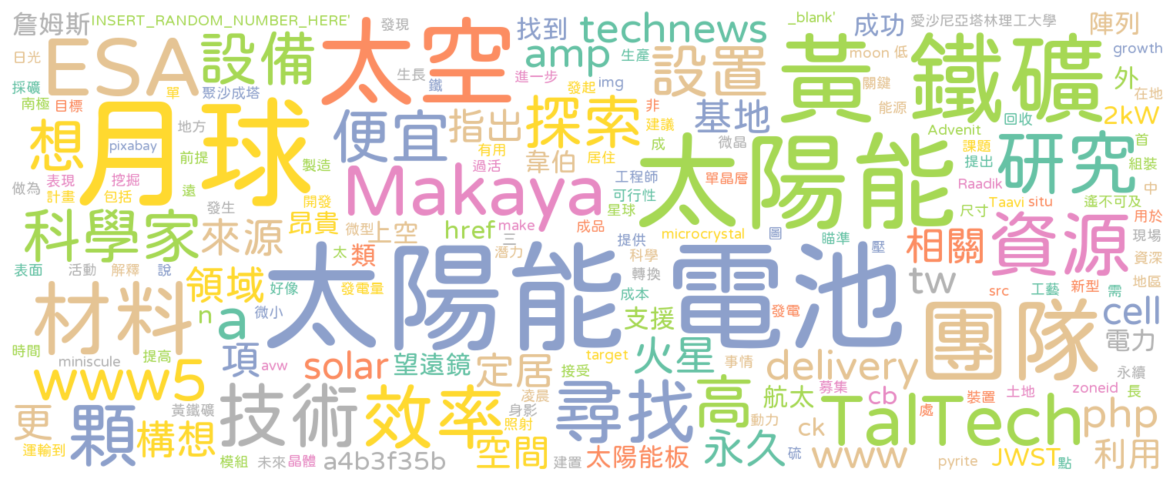 詹姆斯 INSERT_RANDOM_NUMBER_HERE' 發現 找到 technews _blank' 成功 愛沙尼亞塔林理工大學 陣列
日光 ESA 設備 太空 amp 生產 設置 黃鐵礦 moon 低 growth
採礦 聚沙成塔 生長 鐵 進一步 發起 img 關鍵 外 在地
南極 目標 單 探索 非 基地 能源 回收 2kW
想 月球 地方 便宜 指出 建議 太陽能 Advenit 首
pixabay 前提 有用 成 微晶 課題 研究 組裝
表現 挖掘 製造 過活 韋伯 居住 工程師 提出
做為 計畫 包括 遠 Makaya 可行性 單晶層 Raadik 中
科學家 發生 開發 昂貴 星球 尺寸 Taavi situ 遙不可及 用於
來源 微型 上空 href make 成品 microcrystal 相關 資源 現場
表面 活動 解釋 說 太 類 三 潛力 提供 科學 圖 瞄準 壓 資深
領域 好像 發電量 太陽能電池 轉換 tw src 工藝 新型 需 地區
材料 n a 微小 成本 支援 發電 團隊 cell
時間 miniscule 提高 項 solar 望遠鏡 火星 電力
www5 avw 定居 target 接受 事情 delivery 永續
黃鐵礦 凌晨 募集 zoneid 長
更 顆 構想 技術 效率 身影 尋找 高 航太 cb 處 裝置 土地 php
運輸到 照射 動力 ck TalTech
模組 未來 晶體 a4b3f35b 空間 建置 太陽能板 硫 永久 www pyrite JWST 點 利用